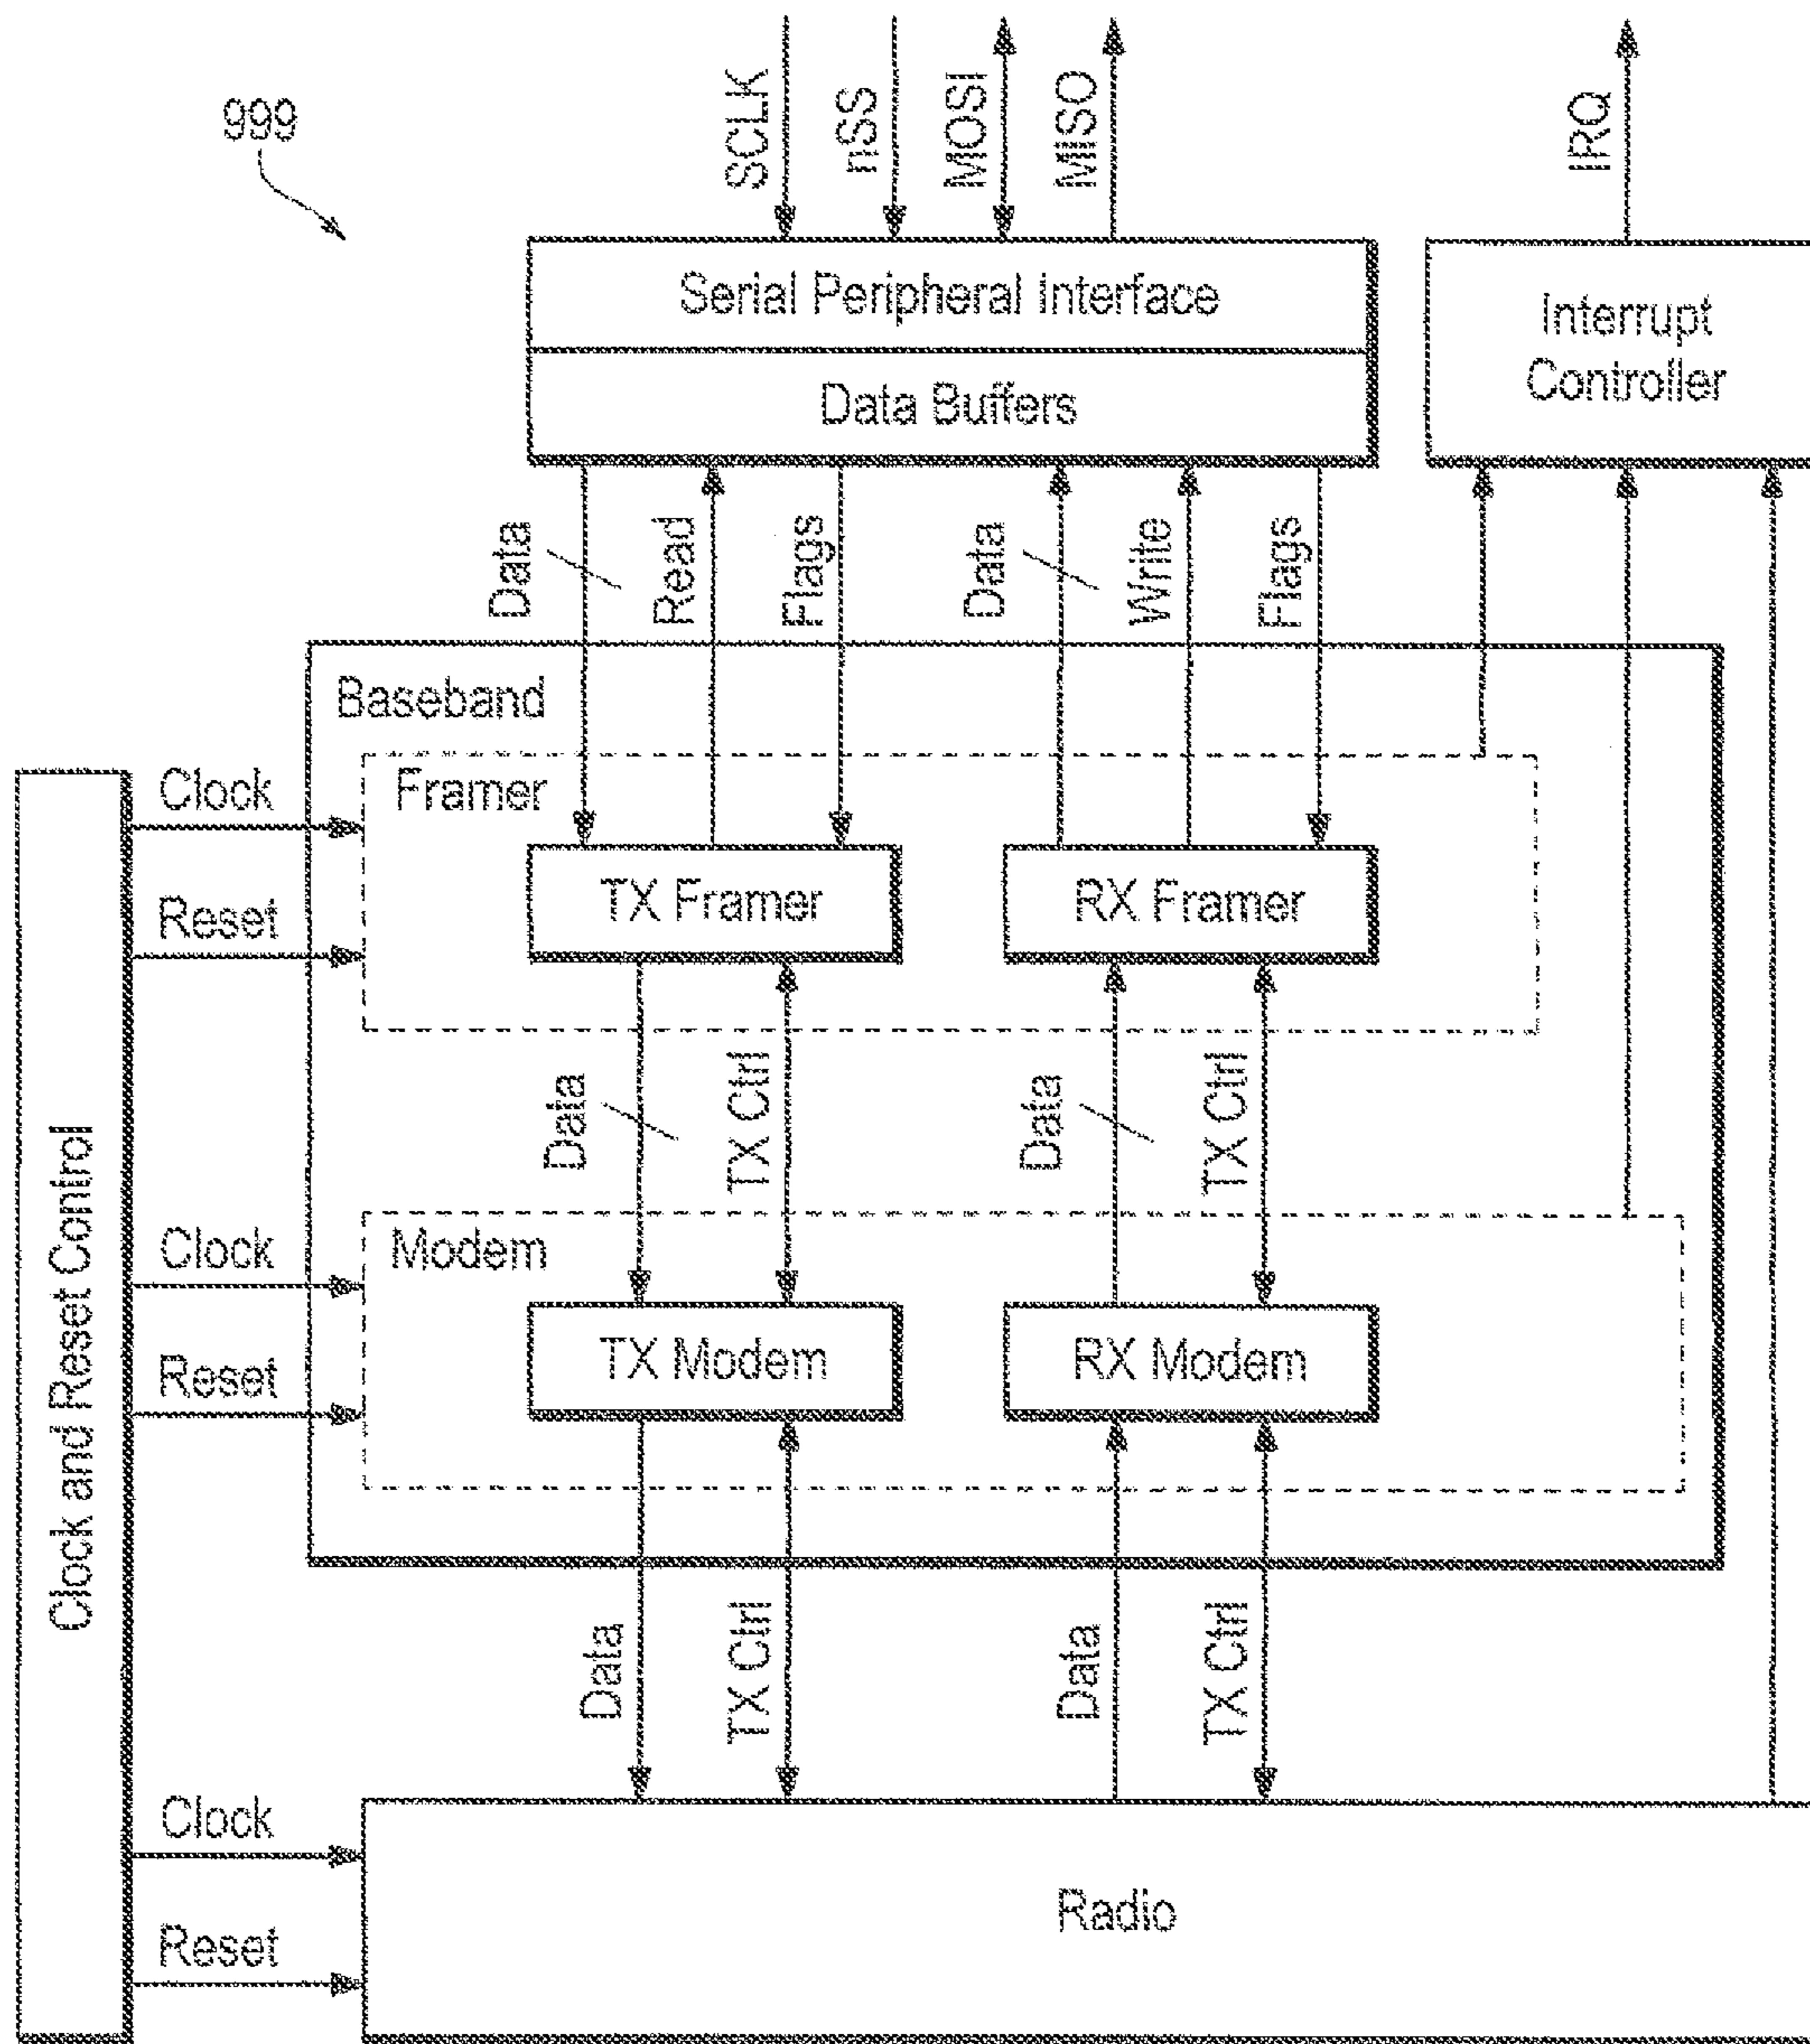 999
SCLK
nSS
MOSI
MISO
IRQ
Serial Peripheral Interface
Data Buffers
Interrupt
Controller
Data
Read
Flags
Data
Write
Flags
Baseband
Framer
Clock
Reset
TX Framer
RX Framer
Data
TX Ctrl
Data
TX Ctrl
Clock and Reset Control
Modem
Clock
Reset
TX Modem
RX Modem
Data
TX Ctrl
Data
TX Ctrl
Clock
Reset
Radio